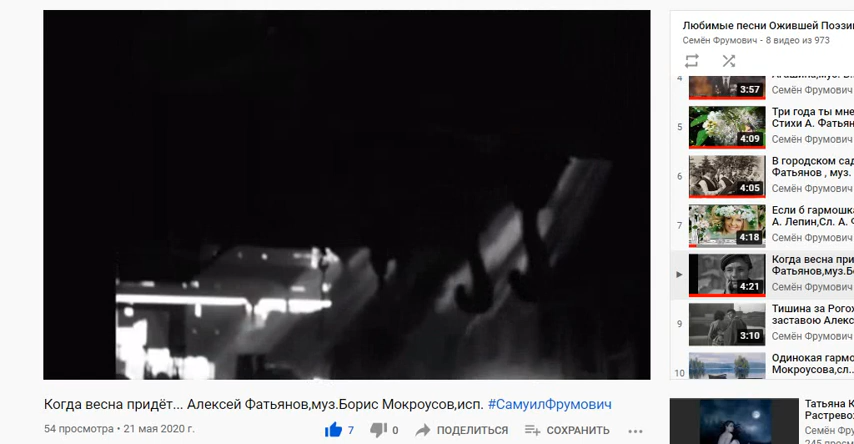 Любимые песни Ожившей Поэзии
Семён Фрумович - 8 видео из 973
4
3:57
Семён Фрумович
5
4:09
Три года ты мне
Стихи А. Фатьян
Семён Фрумович
6
4:05
В городском сад
Фатьянов , муз.
Семён Фрумович
7
4:18
Если б гармошка
А. Лепин,Сл. А. Ф
Семён Фрумович
4:21
Когда весна при
Фатьянов,муз.Бо
Семён Фрумович
9
3:10
Тишина за Рогож
заставою Алекс
Семён Фрумович
10
Одинокая гармо
Мокроусова,сл..
Татьяна К
Растрево
Семён Фру
Когда весна придёт... Алексей Фатьянов,муз.Борис Мокроусов,исп. #СамуилФрумович
54 просмотра • 21 мая 2020 г.
7
0
ПОДЕЛИТЬСЯ
СОХРАНИТЬ